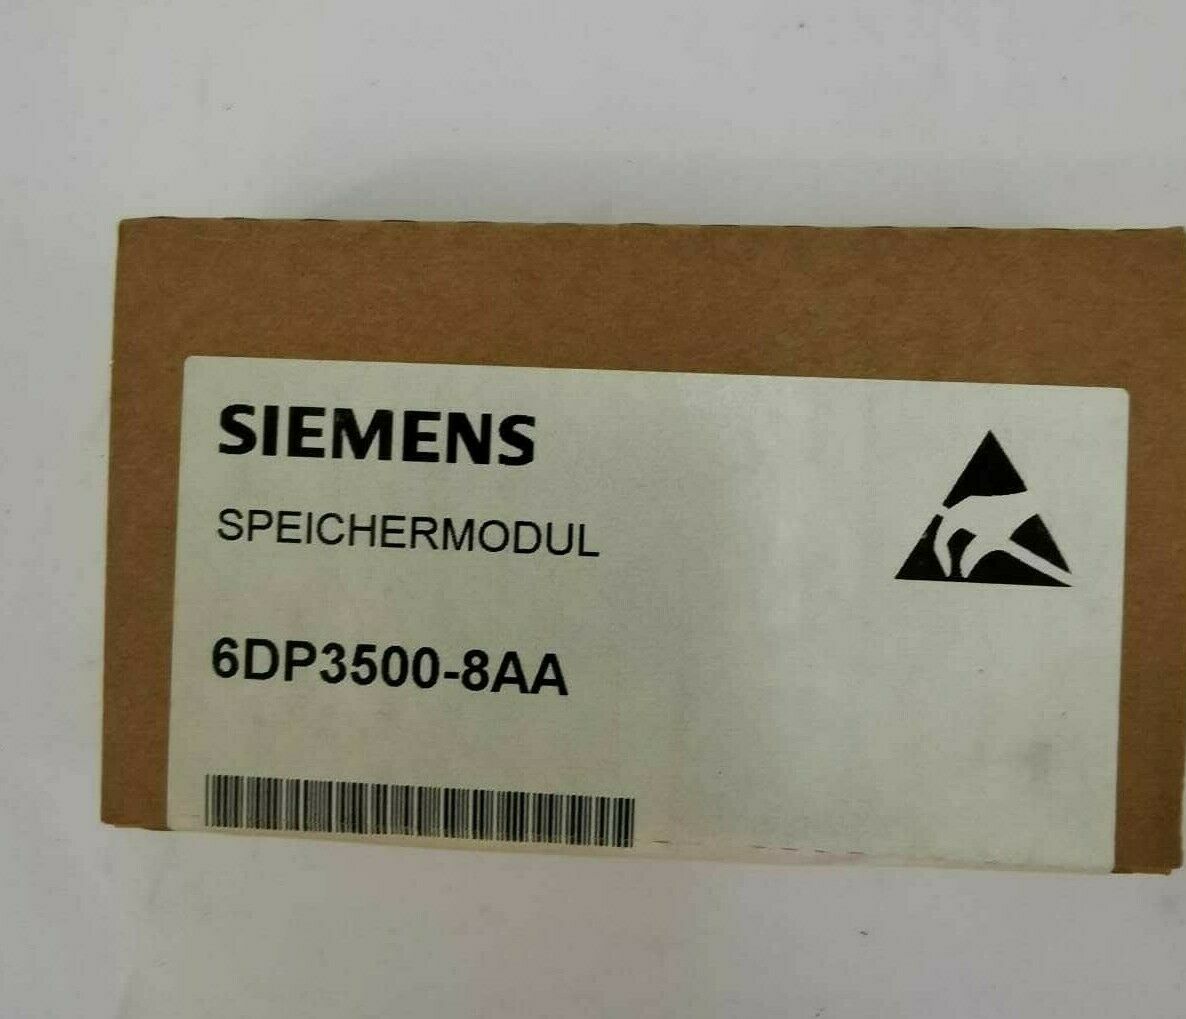 SIEMENS
SPEICHERMODUL
6DP3500-8AA